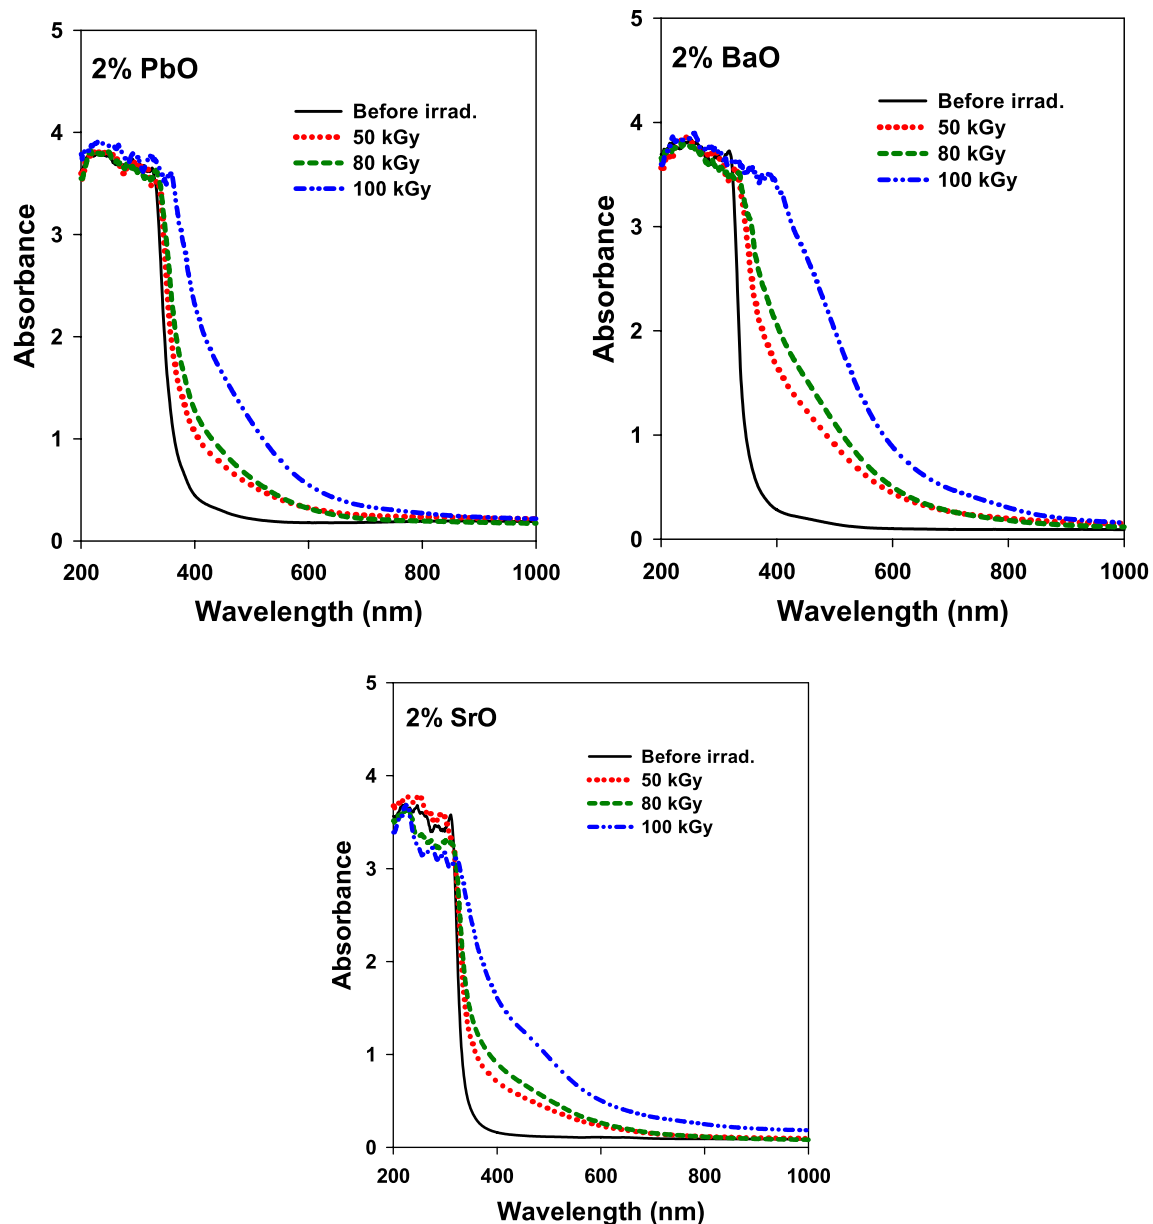 2% PbO
Before irrad.
50 kGy
80 kGy
100 kGy
5
4
3
2
1
0
Absorbance
200
400
600
800
1000
Wavelength (nm)
2% BaO
Before irrad.
50 kGy
80 kGy
100 kGy
5
4
3
2
1
0
Absorbance
200
400
600
800
1000
Wavelength (nm)
2% SrO
Before irrad.
50 kGy
80 kGy
100 kGy
5
4
3
2
1
0
Absorbance
200
400
600
800
1000
Wavelength (nm)